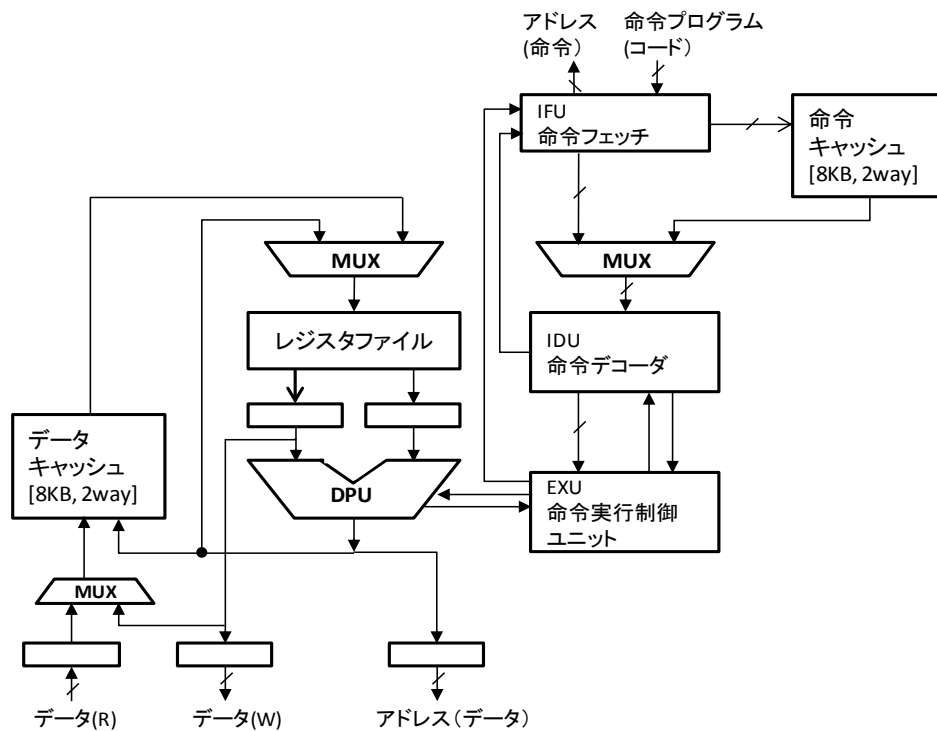 アドレス
(命令)
命令プログラム
(コード)
IFU
命令フェッチ
命令
キャッシュ
[8KB, 2way]
MUX
MUX
レジスタファイル
IDU
命令デコーダ
データ
キャッシュ
[8KB, 2way]
DPU
EXU
命令実行制御
ユニット
MUX
データ(R)
データ(W)
アドレス(データ)